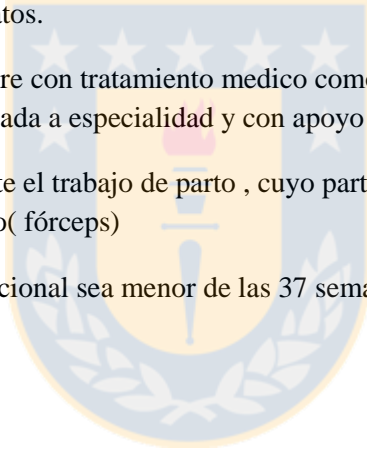 atos.
re con tratamiento medico como
ada a especialidad y con apoyo
te el trabajo de parto , cuyo part
o( fórceps)
cional sea menor de las 37 sema